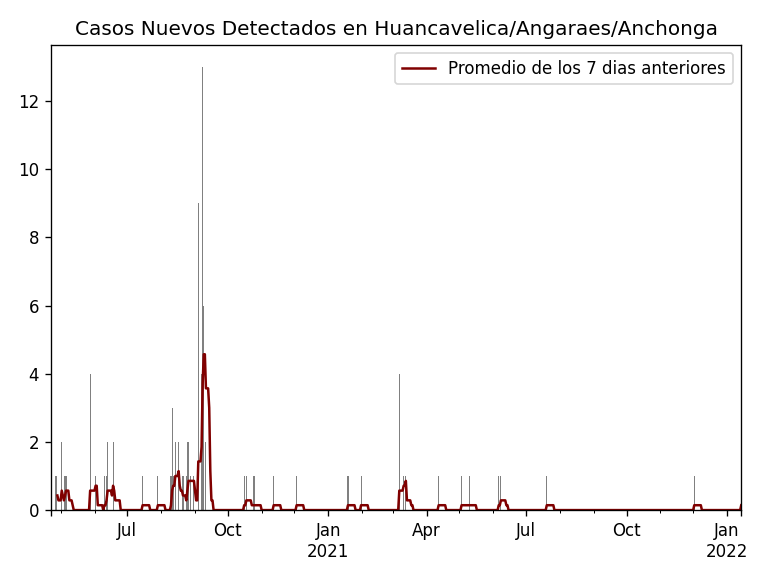 Casos Nuevos Detectados en Huancavelica/Angaraes/Anchonga
Promedio de los 7 dias anteriores
12
10
8
6
4
2
0
Jul Oct Jan Apr Jul Oct Jan
2021 2022